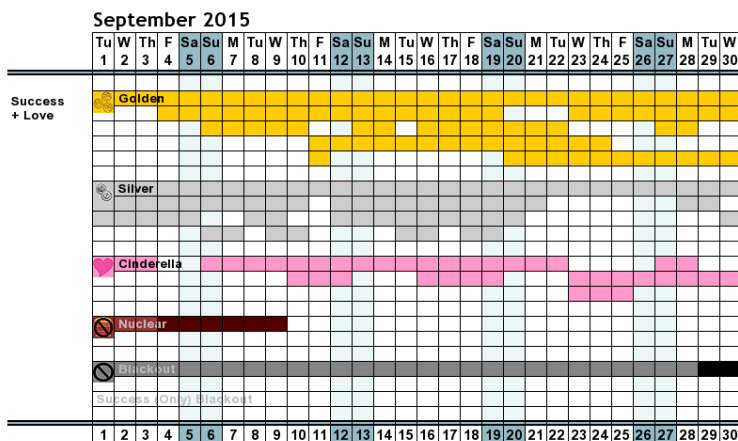 September 2015
Tu W Th F Sa Su M Tu W Th F Sa Su M Tu W Th F Sa Su M Tu W Th F Sa Su M Tu W
1 2 3 4 5 6 7 8 9 10 11 12 13 14 15 16 17 18 19 20 21 22 23 24 25 26 27 28 29 30
Success
+ Love
Golden
Silver
Cinderella
Nuclear
Blackout
Success (Only) Blackout
1 2 3 4 5 6 7 8 9 10 11 12 13 14 15 16 17 18 19 20 21 22 23 24 25 26 27 28 29 30